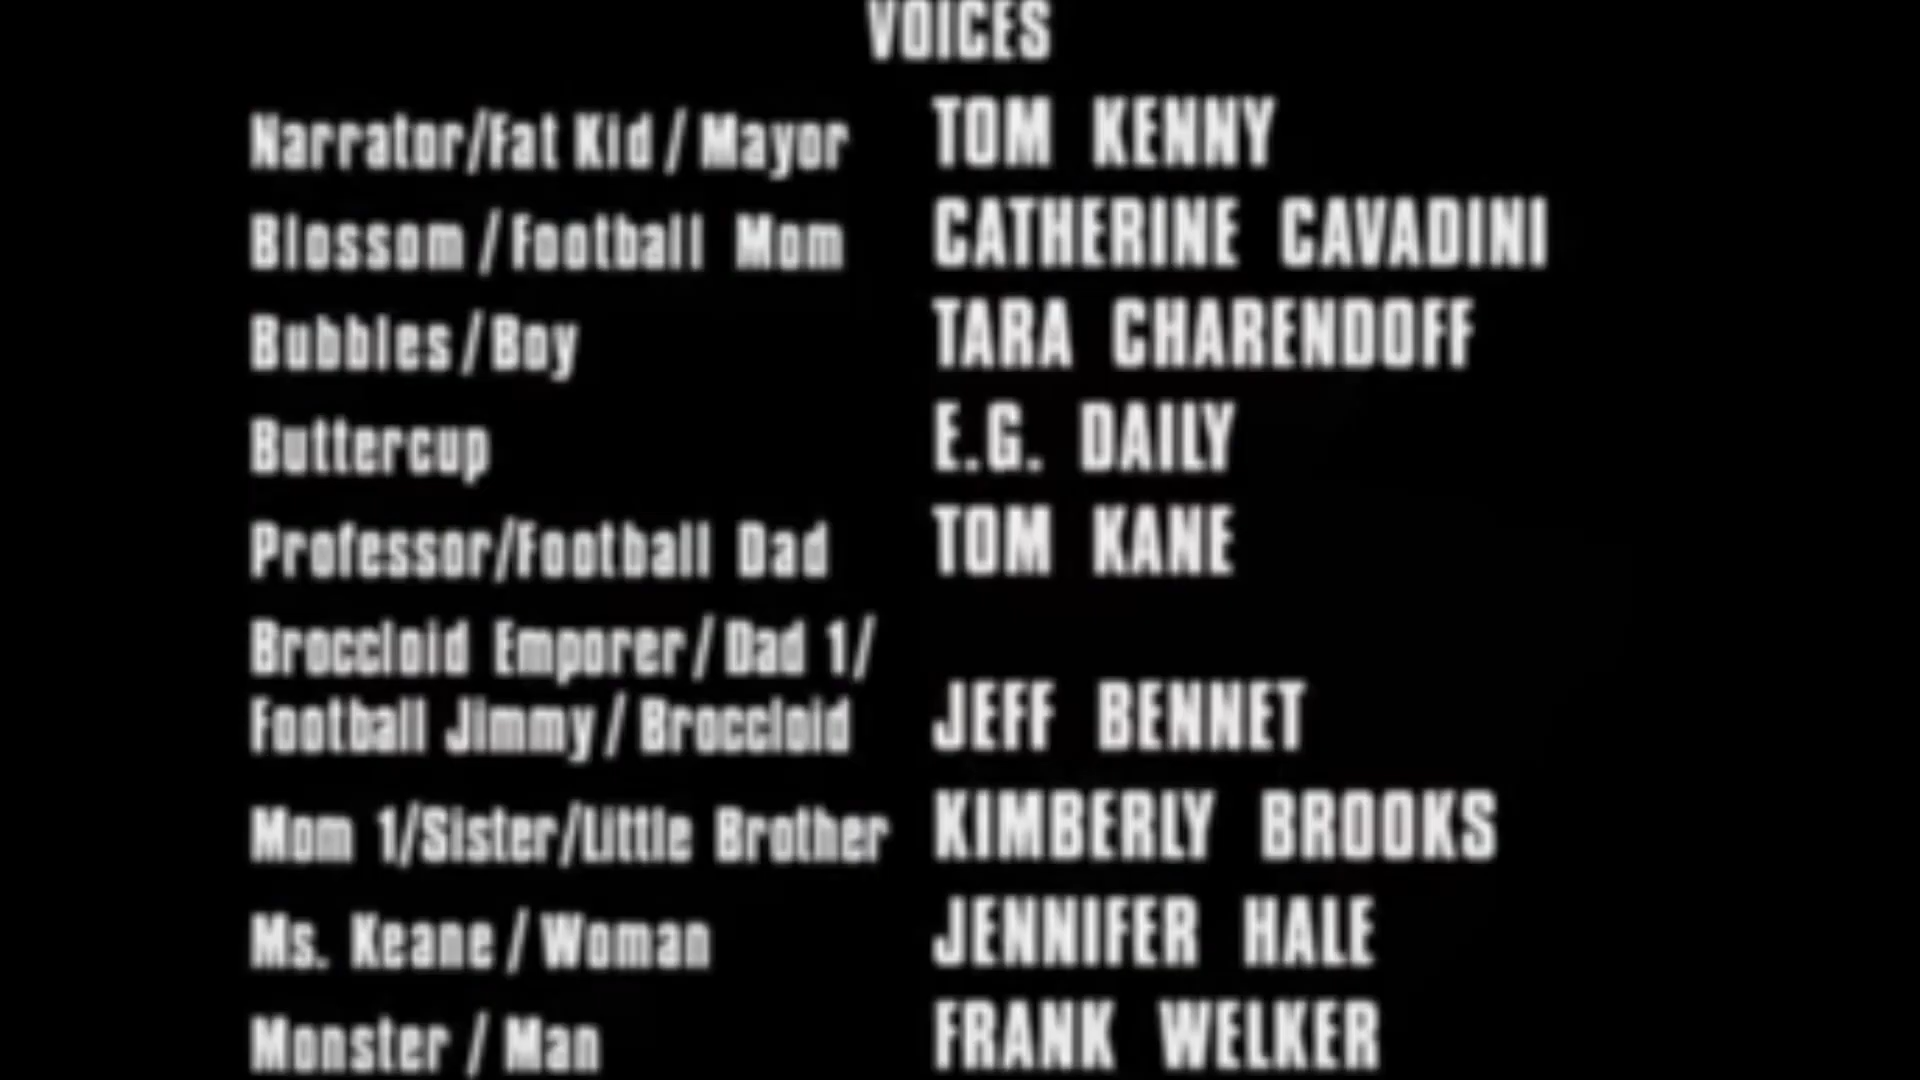 VOICES
Narrator/Fat Kid / Mayor TOM KENNY
Blossom / Football Mom CATHERINE CAVADINI
Bubbles / Boy TARA CHARENDOFF
Buttercup E.G. DAILY
Professor/Football Dad TOM KANE
Broccloid Emporer / Dad 1/
Football Jimmy / Broccloid JEFF BENNET
Mom 1/Sister/Little Brother KIMBERLY BROOKS
Ms. Keane / Woman JENNIFER HALE
Monster / Man FRANK WELKER